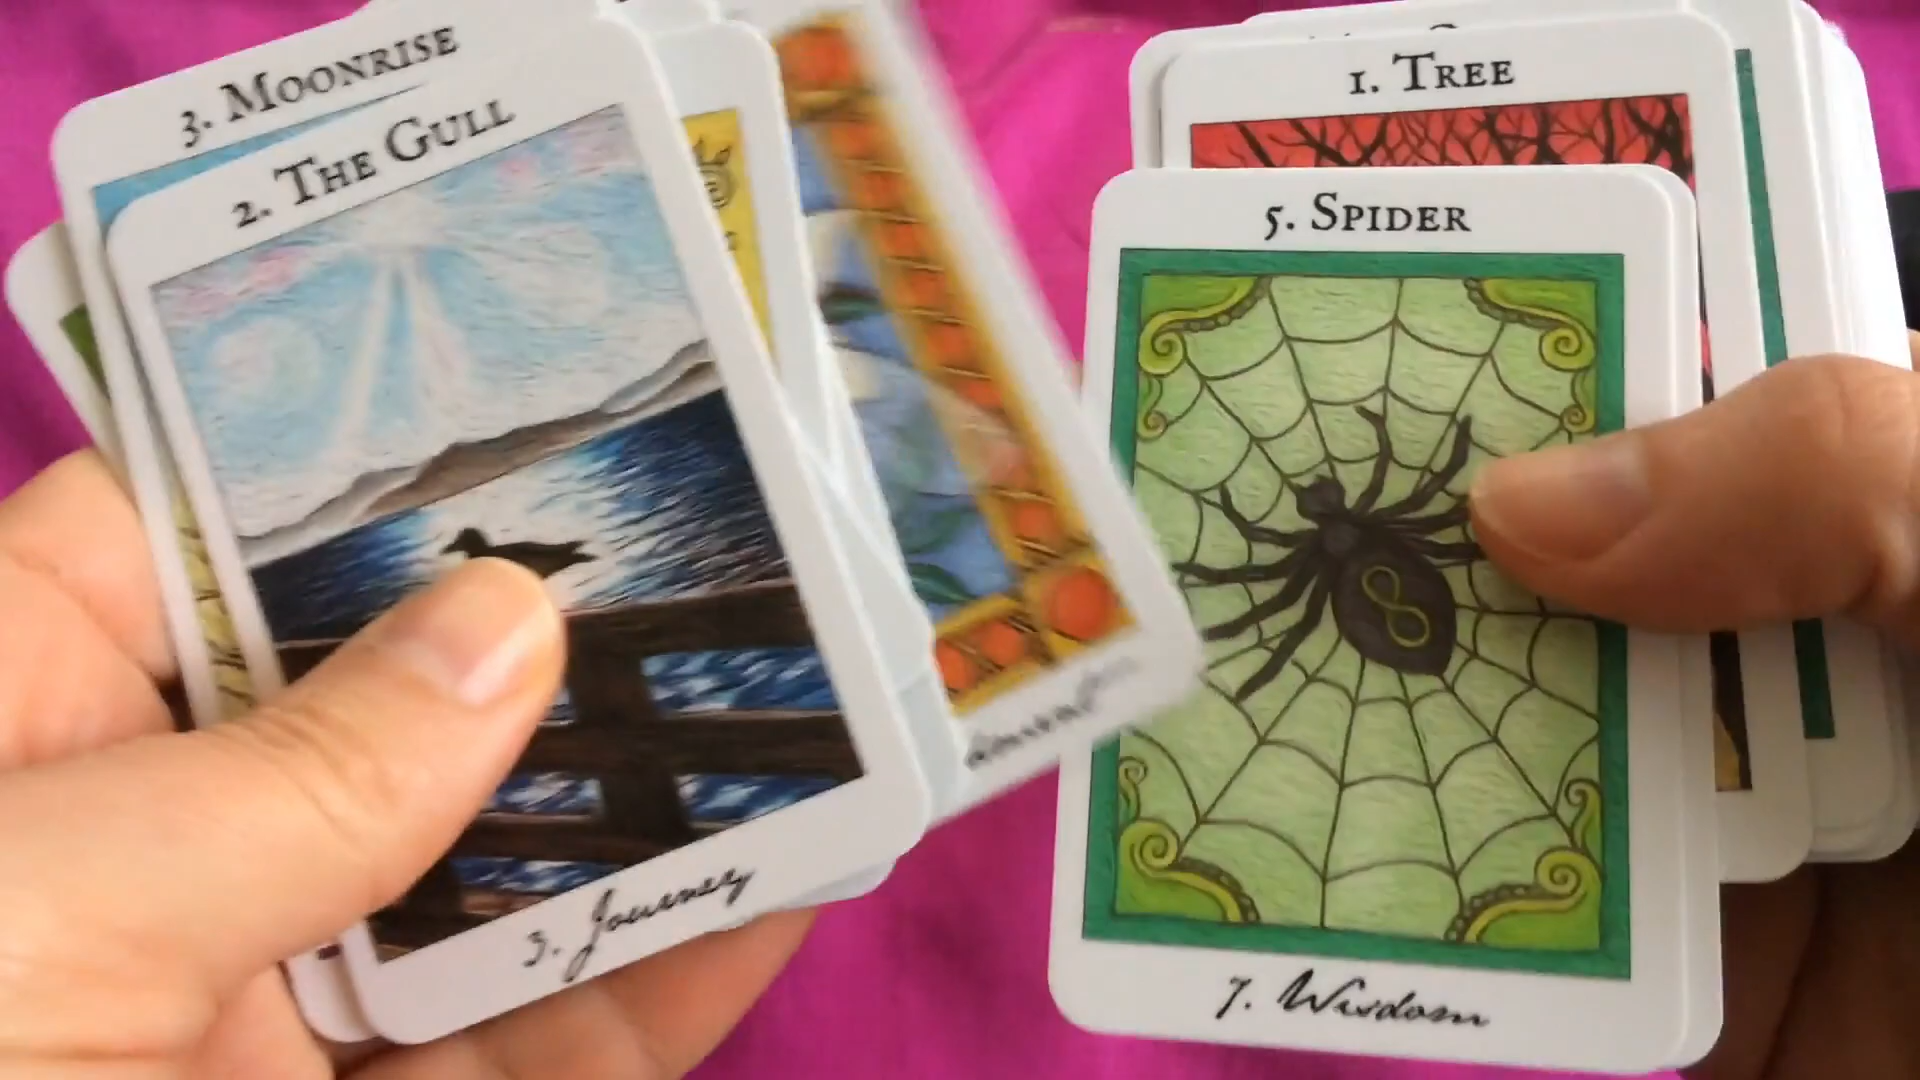 3. MOONRISE
2. THE GULL
3. Journey
1. TREE
5. SPIDER
7. Wisdom